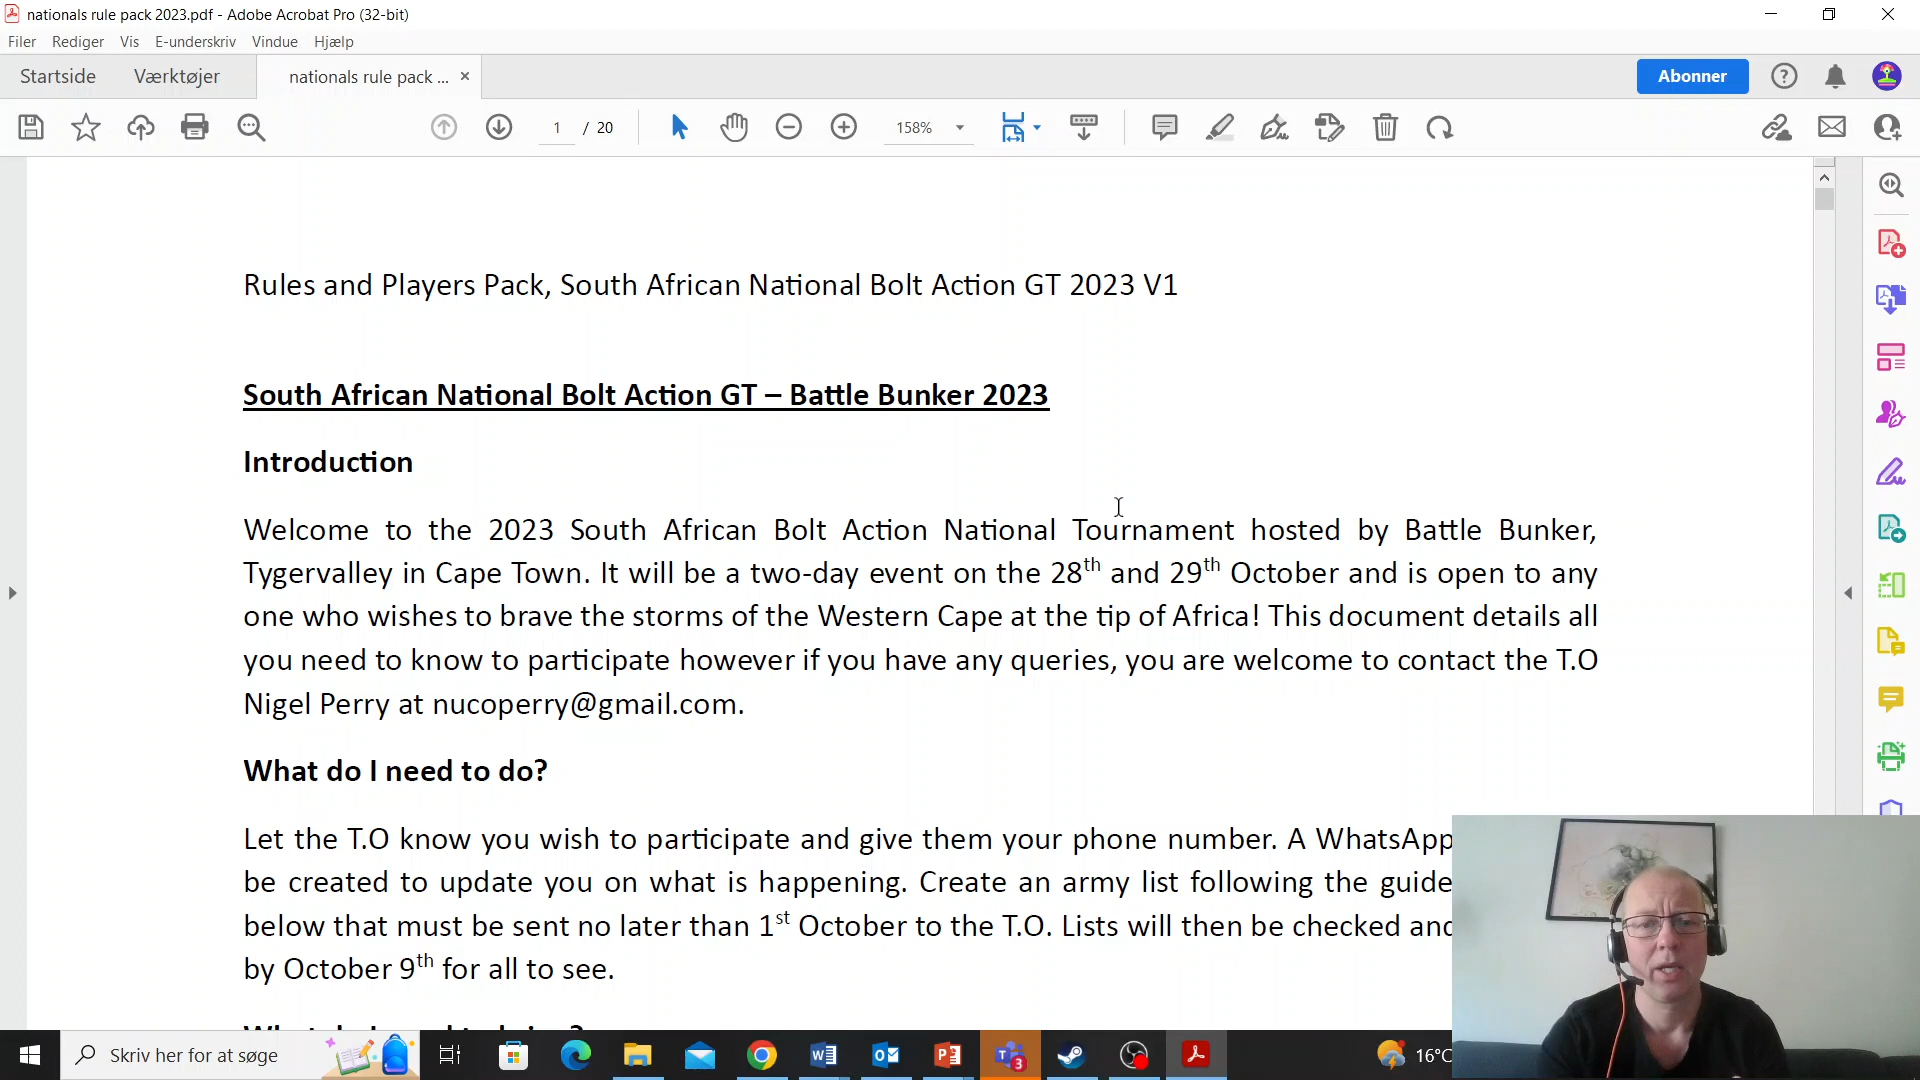 nationals rule pack 2023.pdf - Adobe Acrobat Pro (32-bit)
Filer Rediger Vis E-underskriv Vindue Hjælp
Startside Værktøjer nationals rule pack ... × Abonner
1 / 20 158%
Rules and Players Pack, South African National Bolt Action GT 2023 V1
South African National Bolt Action GT – Battle Bunker 2023
Introduction
Welcome to the 2023 South African Bolt Action National Tournament hosted by Battle Bunker,
Tygervalley in Cape Town. It will be a two-day event on the 28th and 29th October and is open to any
one who wishes to brave the storms of the Western Cape at the tip of Africa! This document details all
you need to know to participate however if you have any queries, you are welcome to contact the T.O
Nigel Perry at nucoperry@gmail.com.
What do I need to do?
Let the T.O know you wish to participate and give them your phone number. A WhatsApp
be created to update you on what is happening. Create an army list following the guide
below that must be sent no later than 1st October to the T.O. Lists will then be checked and
by October 9th for all to see.
Skriv her for at søge 3 16°C